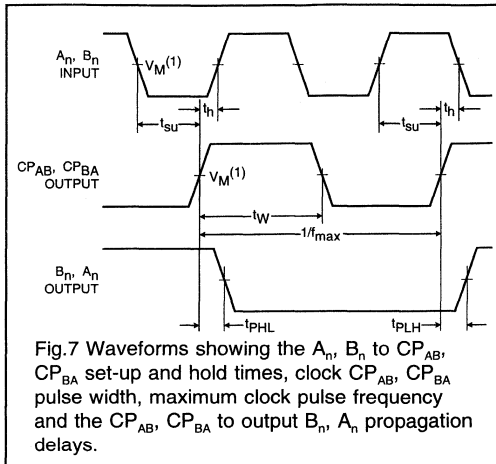 Aₙ, Bₙ
INPUT
V_M⁽¹⁾
t_h
t_su
t_su
t_h
CP_AB, CP_BA
OUTPUT
V_M⁽¹⁾
t_W
1/f_max
Bₙ, Aₙ
OUTPUT
t_PHL
t_PLH
Fig.7 Waveforms showing the Aₙ, Bₙ to CP_AB,
CP_BA set-up and hold times, clock CP_AB, CP_BA
pulse width, maximum clock pulse frequency
and the CP_AB, CP_BA to output Bₙ, Aₙ propagation
delays.